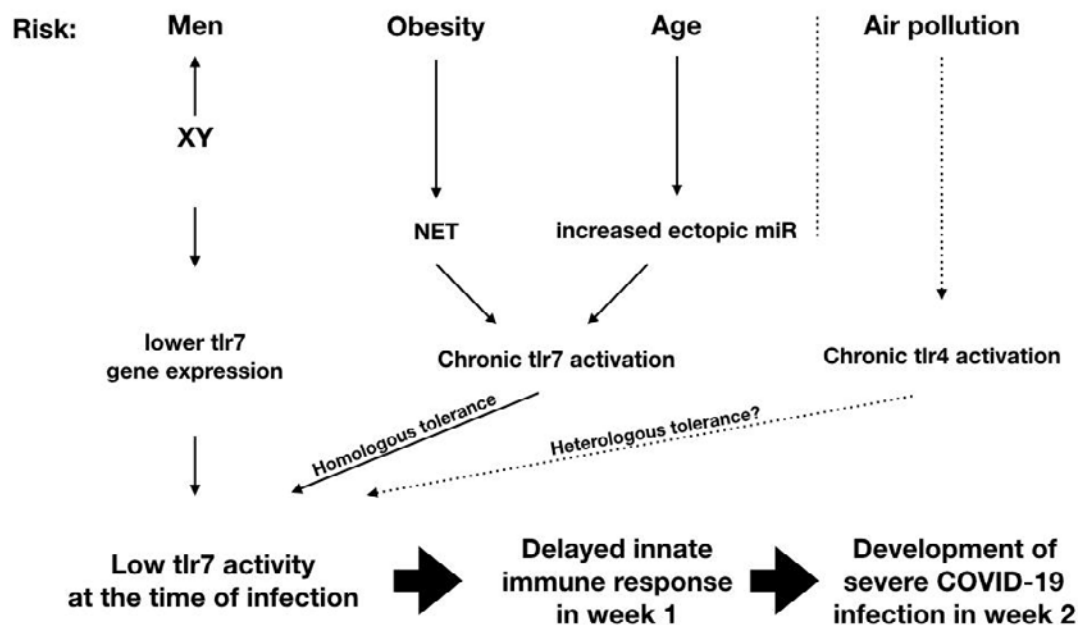 Risk: Men Obesity Age Air pollution
XY
NET increased ectopic miR
lower tlr7
gene expression
Chronic tlr7 activation Chronic tlr4 activation
Homologous tolerance
Heterologous tolerance?
Low tlr7 activity
at the time of infection
Delayed innate
immune response
in week 1
Development of
severe COVID-19
infection in week 2